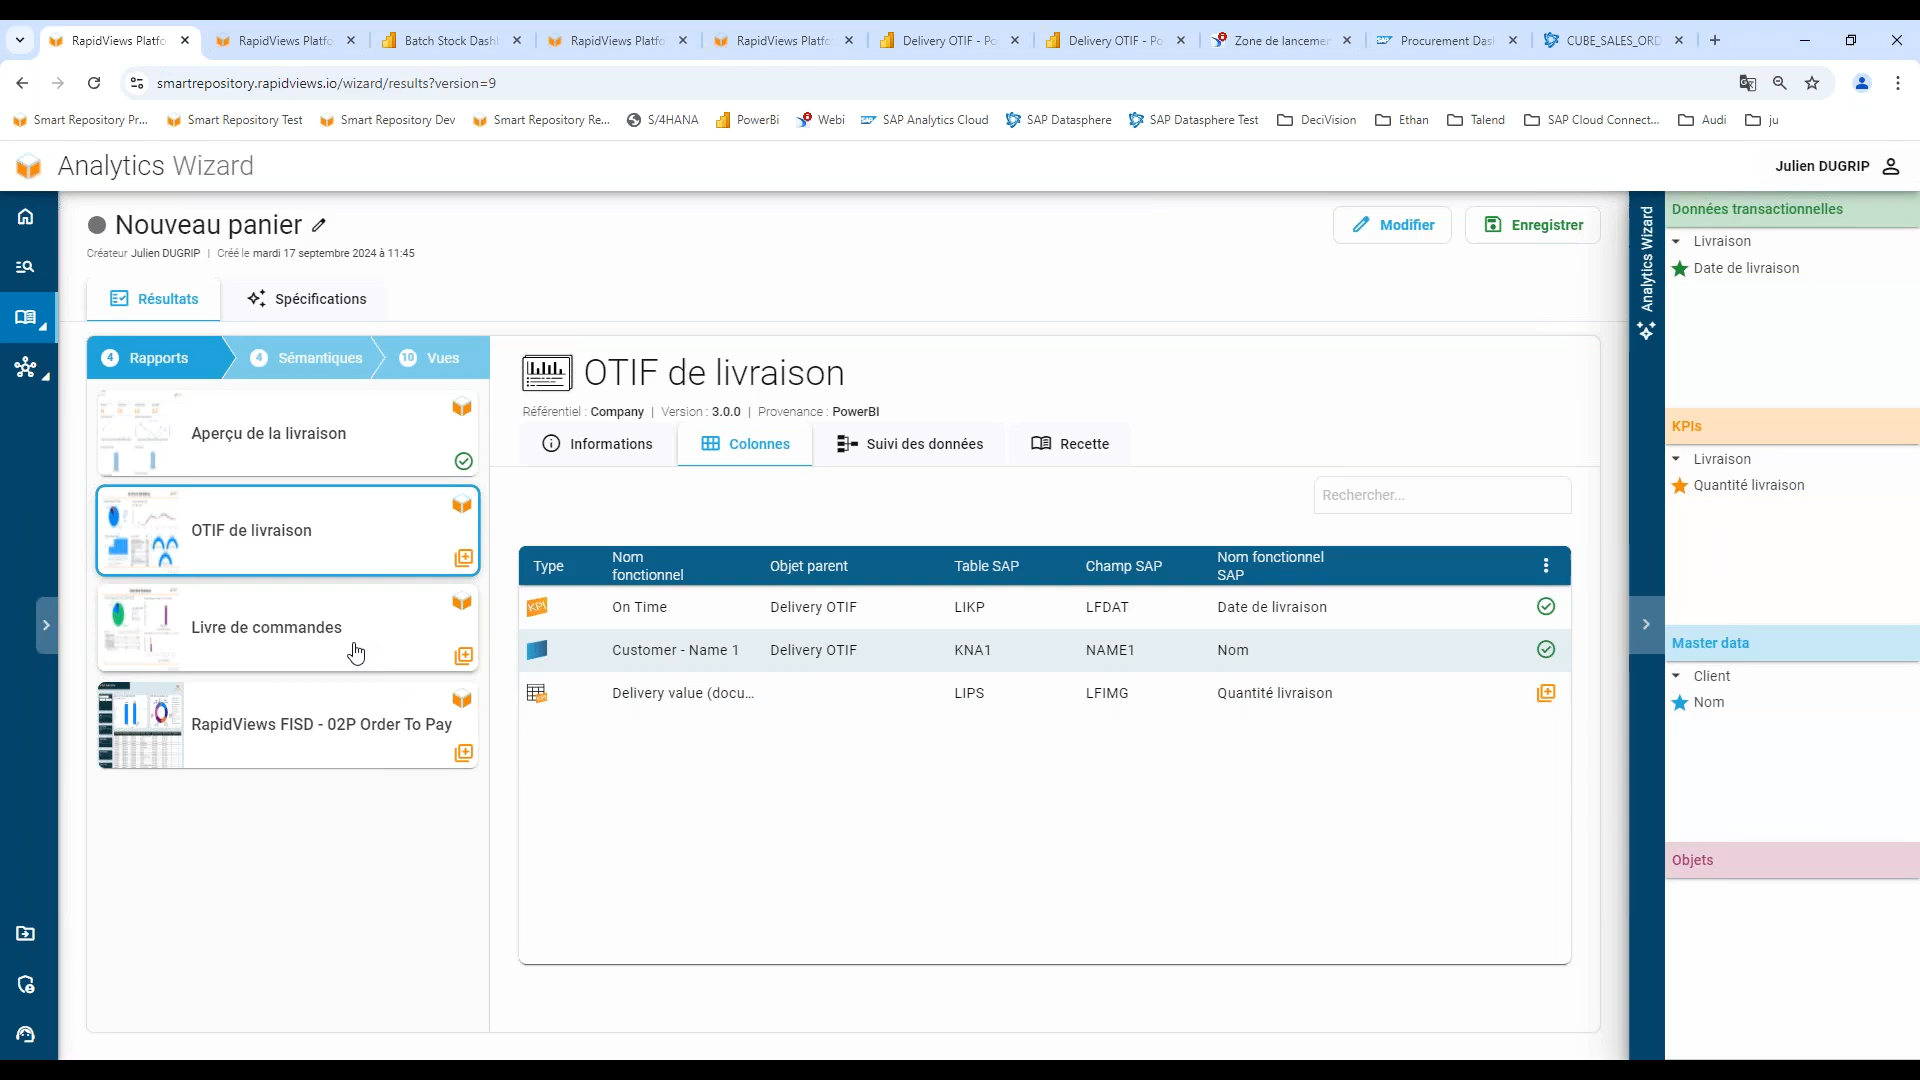 RapidViews Platfo
RapidViews Platfo
Batch Stock Dash
RapidViews Platfo
RapidViews Platfo
Delivery OTIF - Po
Delivery OTIF - Po
Zone de lancemen
Procurement Das
CUBE_SALES_ORD
smartrepository.rapidviews.io/wizard/results?version=9
Smart Repository Pr...
Smart Repository Test
Smart Repository Dev
Smart Repository Re...
S/4HANA
PowerBi
Webi
SAP Analytics Cloud
SAP Datasphere
SAP Datasphere Test
DeciVision
Ethan
Talend
SAP Cloud Connect...
Audi
ju
Analytics Wizard
Julien DUGRIP
Nouveau panier
Créateur Julien DUGRIP | Créé le mardi 17 septembre 2024 à 11:45
Modifier
Enregistrer
Résultats
Spécifications
4 Rapports
4 Sémantiques
10 Vues
Aperçu de la livraison
OTIF de livraison
Livre de commandes
RapidViews FISD - 02P Order To Pay
OTIF de livraison
Référentiel : Company | Version : 3.0.0 | Provenance : PowerBI
Informations
Colonnes
Suivi des données
Recette
Rechercher...
Type
Nom
fonctionnel
Objet parent
Table SAP
Champ SAP
Nom fonctionnel
SAP
KPI On Time Delivery OTIF LIKP LFDAT Date de livraison
Customer - Name 1 Delivery OTIF KNA1 NAME1 Nom
Delivery value (docu... LIPS LFIMG Quantité livraison
Analytics Wizard
Données transactionnelles
Livraison
Date de livraison
KPIs
Livraison
Quantité livraison
Master data
Client
Nom
Objets